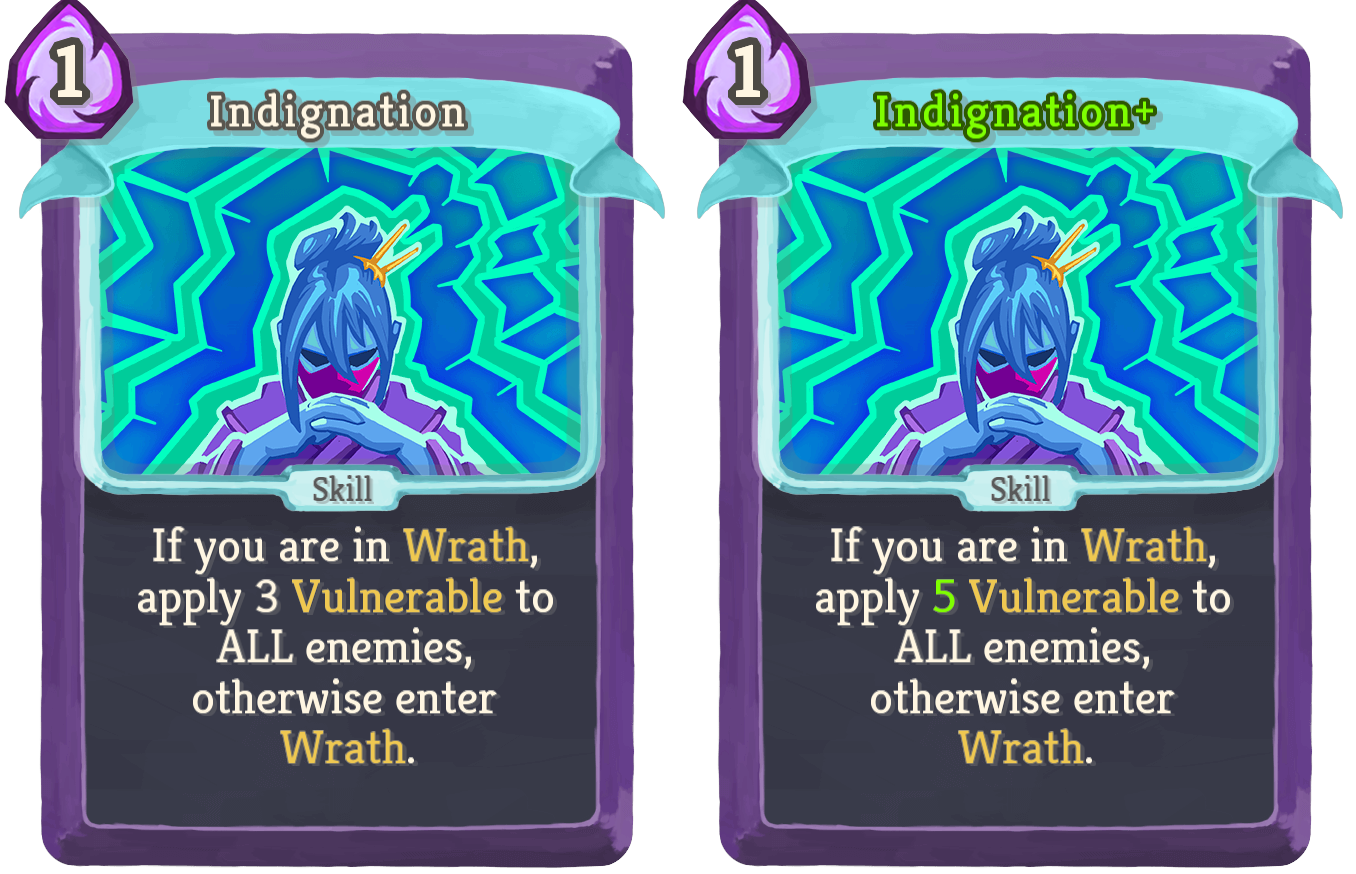 1
Indignation
Skill
If you are in Wrath,
apply 3 Vulnerable to
ALL enemies,
otherwise enter
Wrath.
1
Indignation+
Skill
If you are in Wrath,
apply 5 Vulnerable to
ALL enemies,
otherwise enter
Wrath.